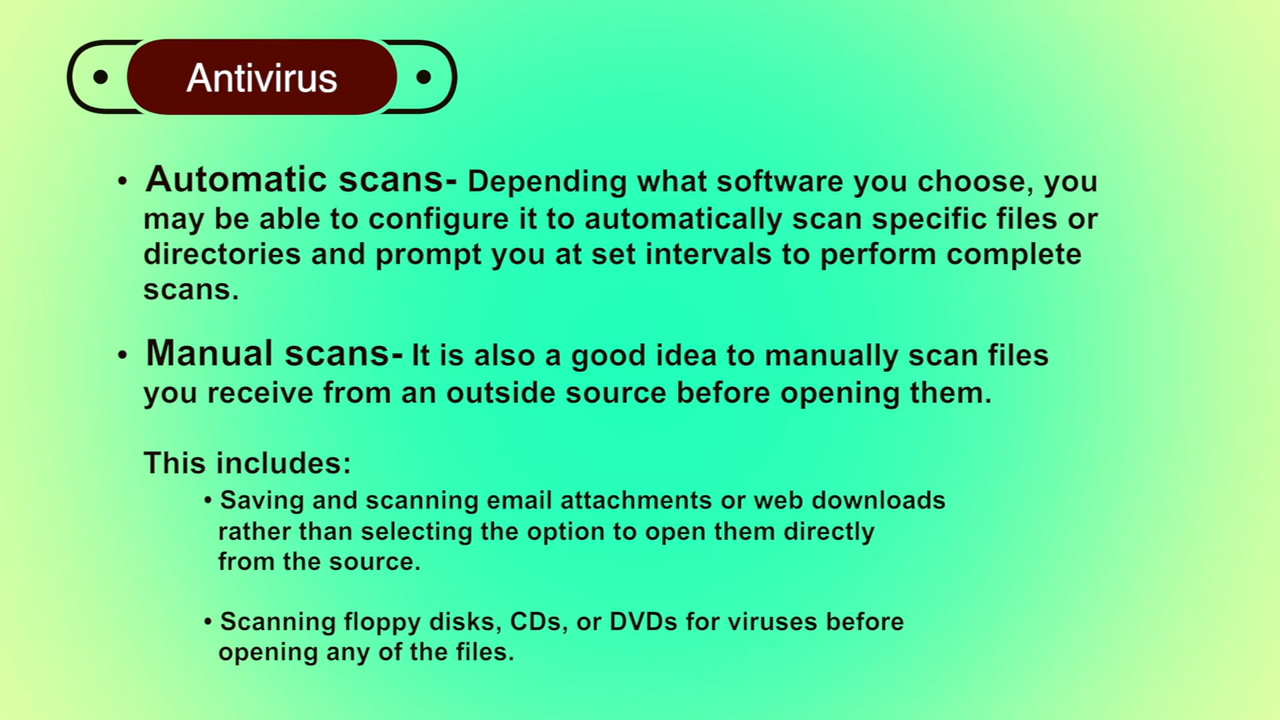 Antivirus
• Automatic scans- Depending what software you choose, you
may be able to configure it to automatically scan specific files or
directories and prompt you at set intervals to perform complete
scans.
• Manual scans- It is also a good idea to manually scan files
you receive from an outside source before opening them.
This includes:
• Saving and scanning email attachments or web downloads
rather than selecting the option to open them directly
from the source.
• Scanning floppy disks, CDs, or DVDs for viruses before
opening any of the files.